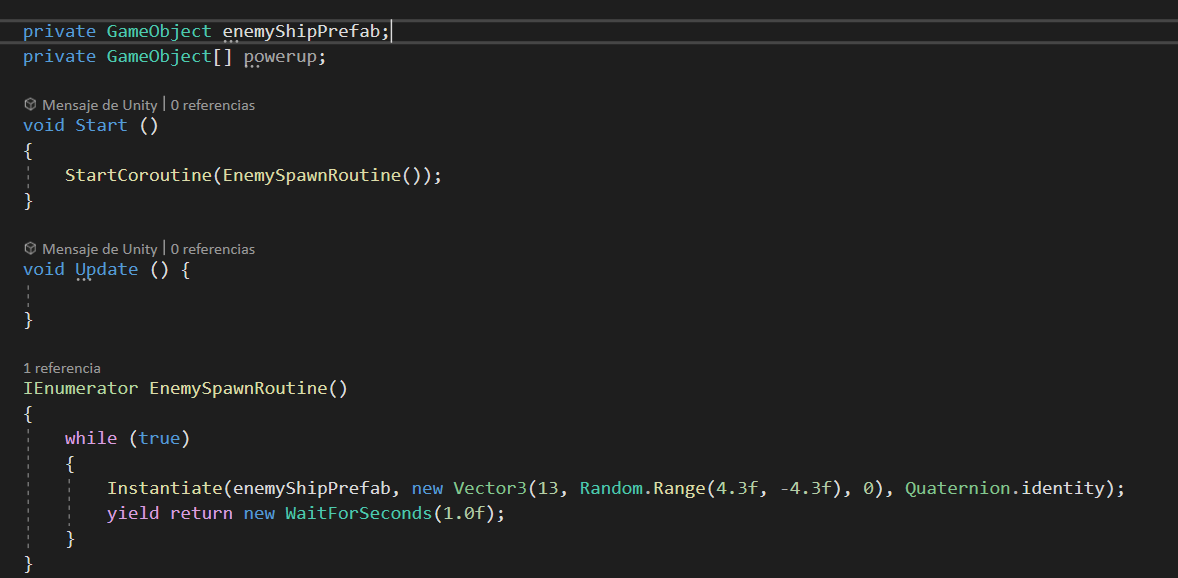 private GameObject enemyShipPrefab;
private GameObject[] powerup;
Mensaje de Unity | 0 referencias
void Start ()
{
StartCoroutine(EnemySpawnRoutine());
}
Mensaje de Unity | 0 referencias
void Update () {
}
1 referencia
IEnumerator EnemySpawnRoutine()
{
while (true)
{
Instantiate(enemyShipPrefab, new Vector3(13, Random.Range(4.3f, -4.3f), 0), Quaternion.identity);
yield return new WaitForSeconds(1.0f);
}
}